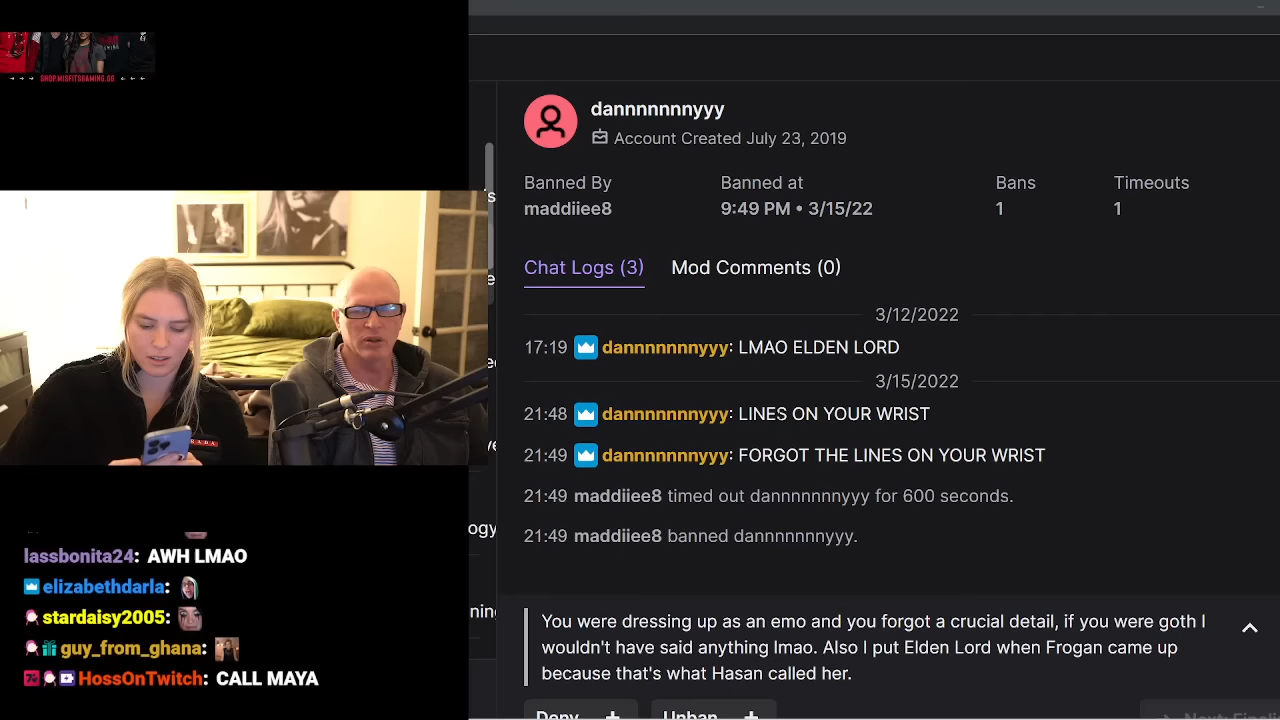 SHOP.MISFITSGAMING.GG
dannnnnnnyyy
Account Created July 23, 2019
Banned By
Banned at
Bans
Timeouts
maddiiee8
9:49 PM • 3/15/22
1
1
Chat Logs (3)
Mod Comments (0)
3/12/2022
17:19 dannnnnnnyyy: LMAO ELDEN LORD
3/15/2022
21:48 dannnnnnnyyy: LINES ON YOUR WRIST
21:49 dannnnnnnyyy: FORGOT THE LINES ON YOUR WRIST
21:49 maddiiee8 timed out dannnnnnnyyy for 600 seconds.
21:49 maddiiee8 banned dannnnnnnyyy.
ogy
You were dressing up as an emo and you forgot a crucial detail, if you were goth I
wouldn't have said anything lmao. Also I put Elden Lord when Frogan came up
because that's what Hasan called her.
Deny +
Unban +
lassbonita24: AWH LMAO
elizabethdarla:
stardaisy2005:
guy_from_ghana:
HossOnTwitch: CALL MAYA